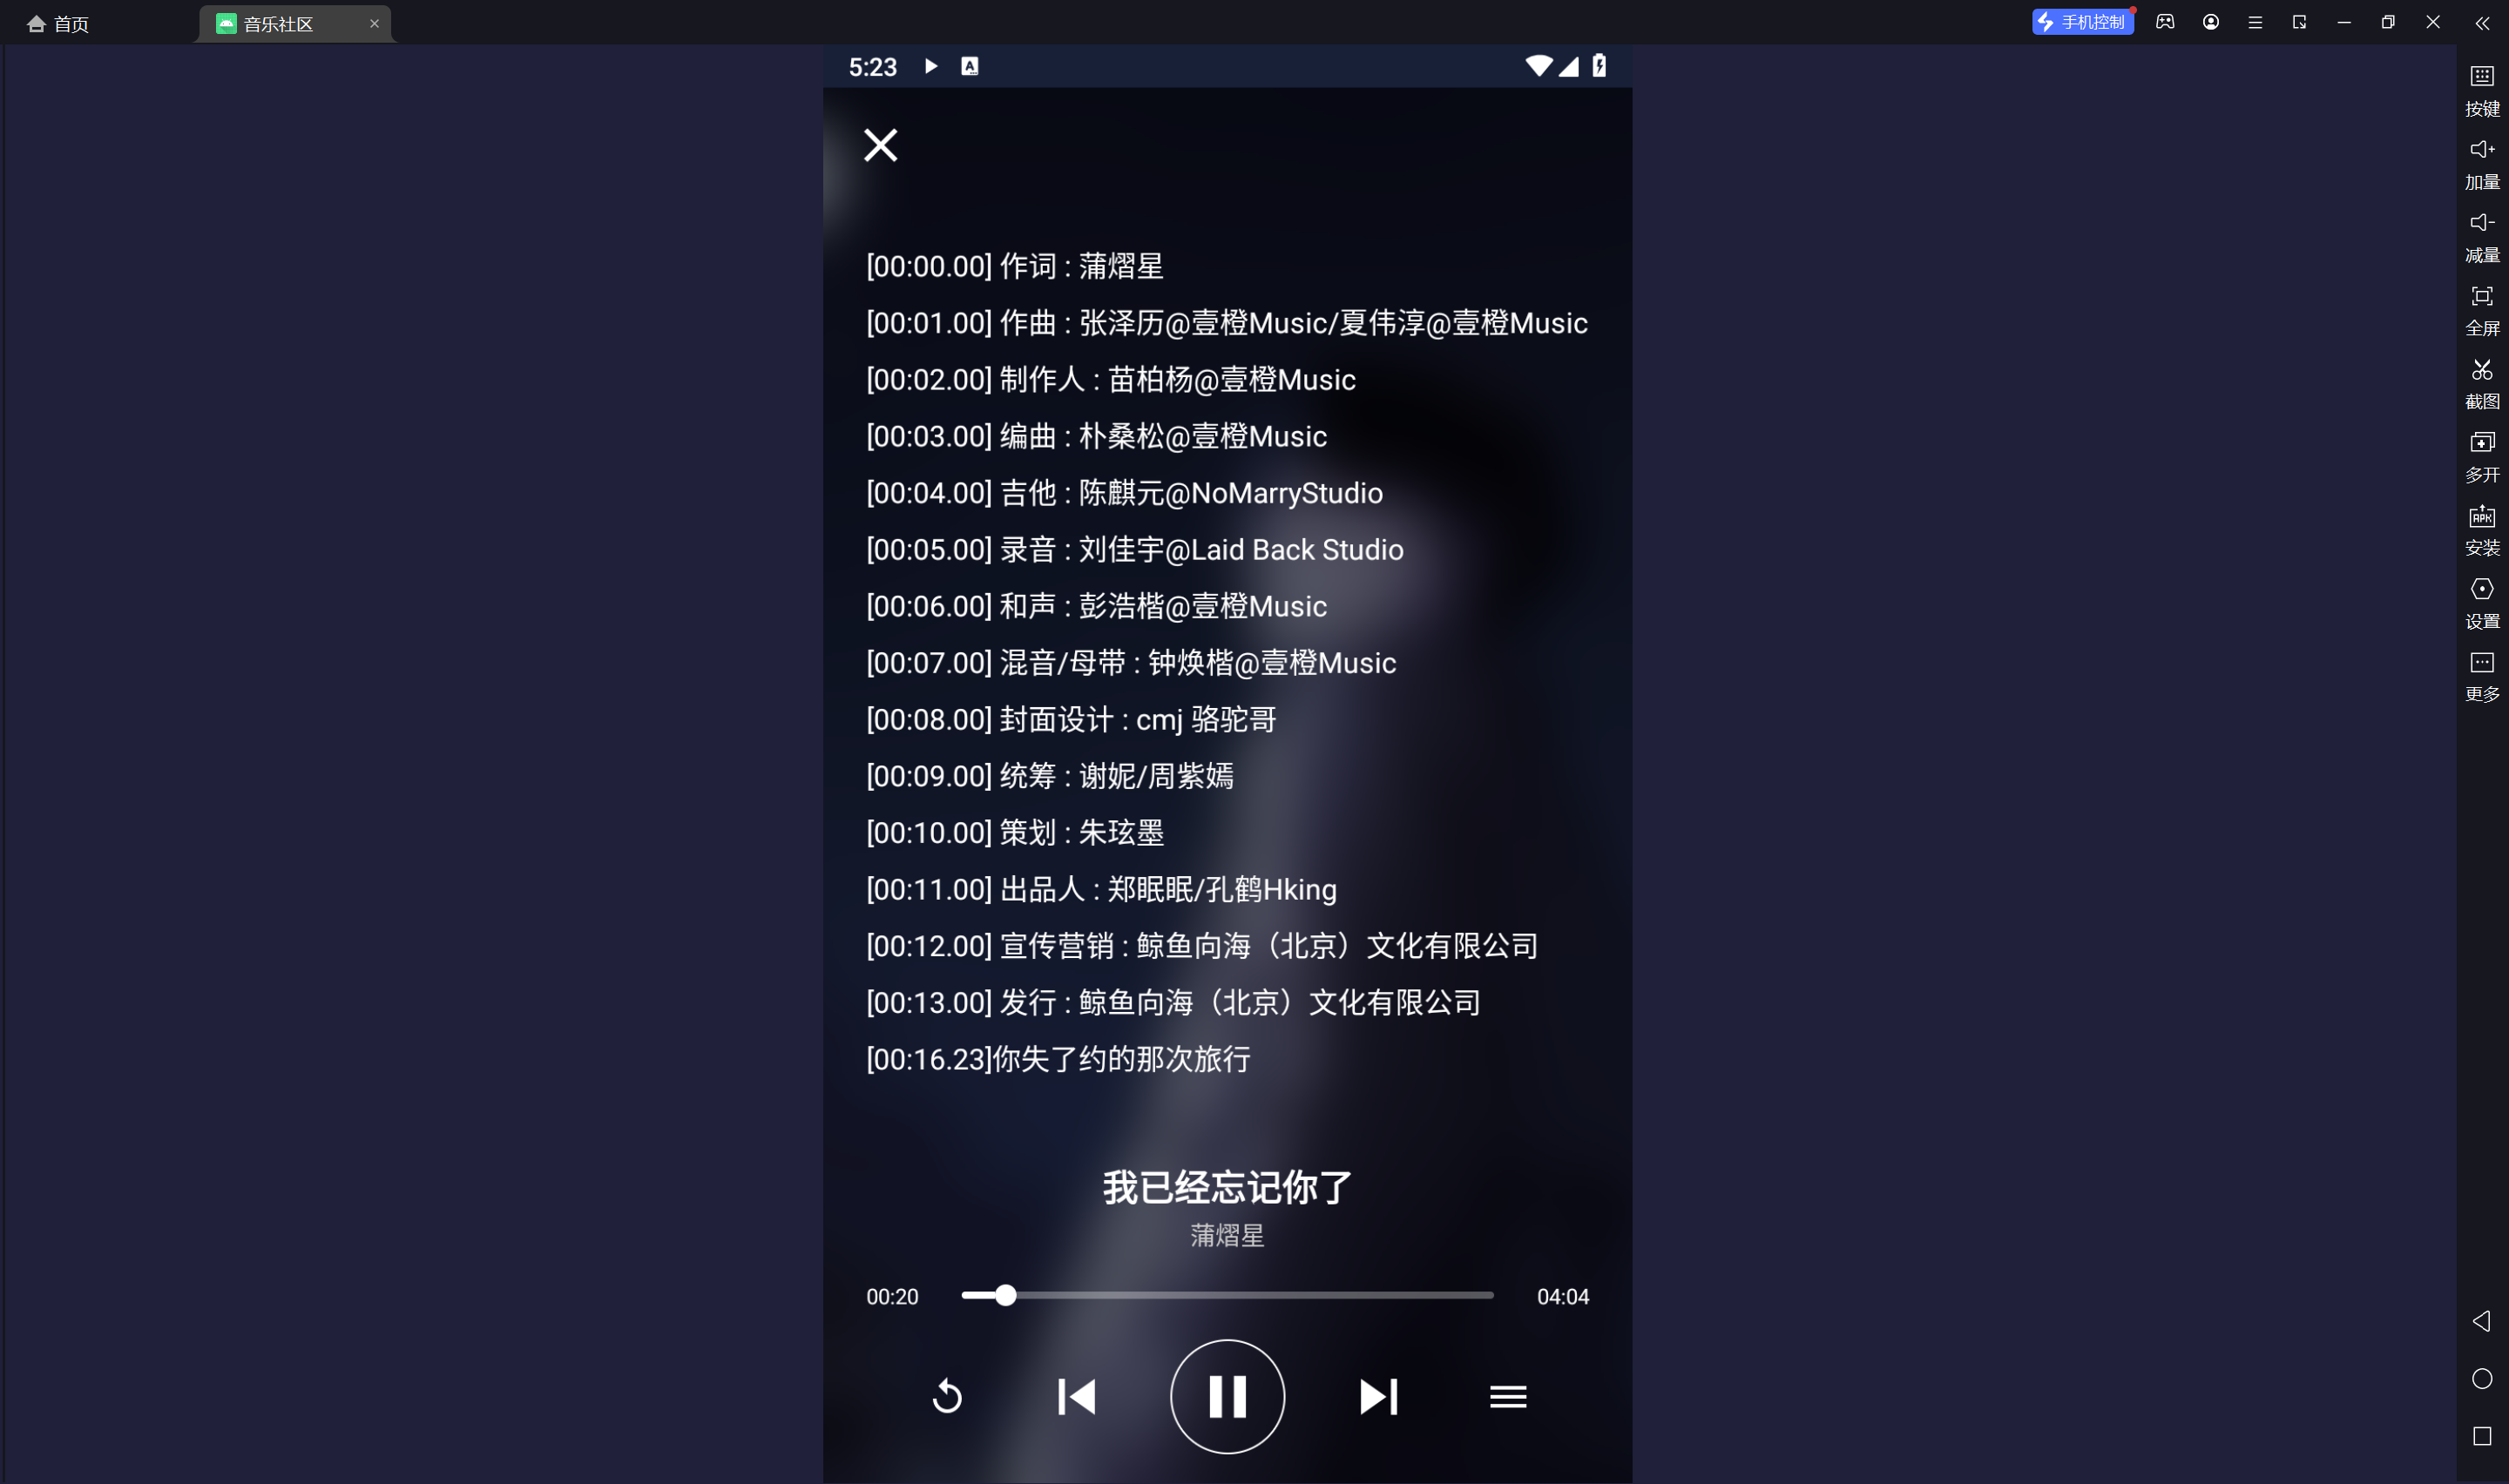 首页
音乐社区
手机控制
5:23
A
[00:00.00] 作词 : 蒲熠星
[00:01.00] 作曲 : 张泽历@壹橙Music/夏伟淳@壹橙Music
[00:02.00] 制作人 : 苗柏杨@壹橙Music
[00:03.00] 编曲 : 朴桑松@壹橙Music
[00:04.00] 吉他 : 陈麒元@NoMarryStudio
[00:05.00] 录音 : 刘佳宇@Laid Back Studio
[00:06.00] 和声 : 彭浩楷@壹橙Music
[00:07.00] 混音/母带 : 钟焕楷@壹橙Music
[00:08.00] 封面设计 : cmj 骆驼哥
[00:09.00] 统筹 : 谢妮/周紫嫣
[00:10.00] 策划 : 朱玹墨
[00:11.00] 出品人 : 郑眠眠/孔鹤Hking
[00:12.00] 宣传营销 : 鲸鱼向海（北京）文化有限公司
[00:13.00] 发行 : 鲸鱼向海（北京）文化有限公司
[00:16.23]你失了约的那次旅行
我已经忘记你了
蒲熠星
00:20
04:04
按键
加量
减量
全屏
截图
多开
APK
安装
设置
更多